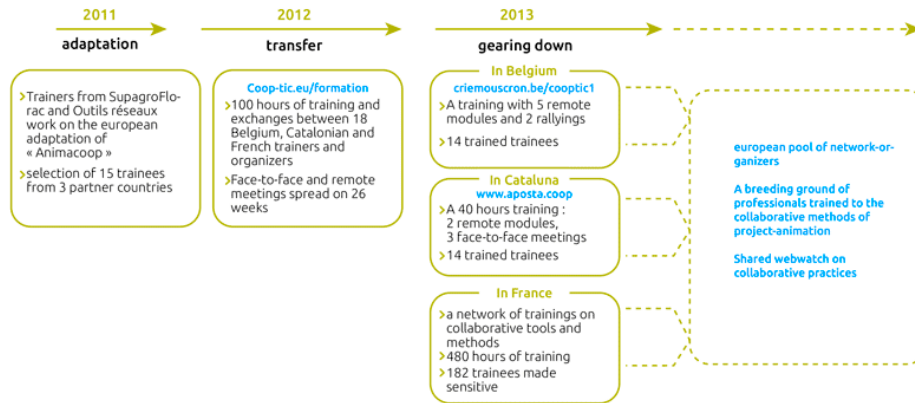 2011
adaptation
Trainers from SupagroFlo-
rac and Outils réseaux
work on the european
adaptation of
« Animacoop »
selection of 15 trainees
from 3 partner countries
2012
transfer
Coop-tic.eu/formation
100 hours of training and
exchanges between 18
Belgium, Catalonian and
French trainers and
organizers
Face-to-face and remote
meetings spread on 26
weeks
2013
gearing down
In Belgium
criemouscron.be/cooptic1
A training with 5 remote
modules and 2 rallyings
14 trained trainees
In Cataluna
www.aposta.coop
A 40 hours training :
2 remote modules,
3 face-to-face meetings
14 trained trainees
In France
a network of trainings on
collaborative tools and
methods
480 hours of training
182 trainees made
sensitive
european pool of network-or-
ganizers
A breeding ground of
professionals trained to the
collaborative methods of
project-animation
Shared webwatch on
collaborative practices